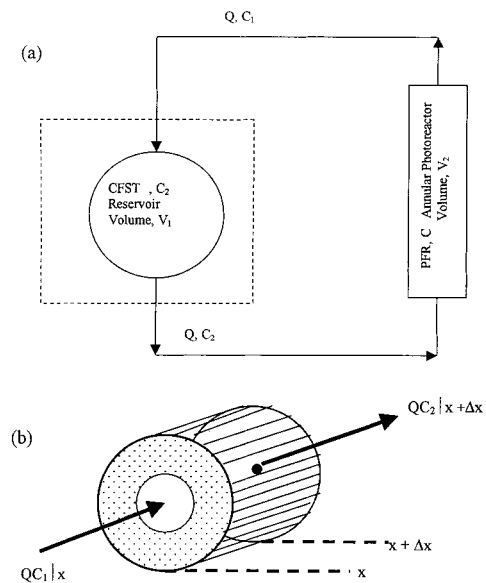 Q, C₁
(a)
CFST , C₂
Reservoir
Volume, V₁
PFR, C Annular Photoreactor
Volume, V₂
Q, C₂
(b)
QC₂|x +Δx
x + Δx
QC₁|x
x